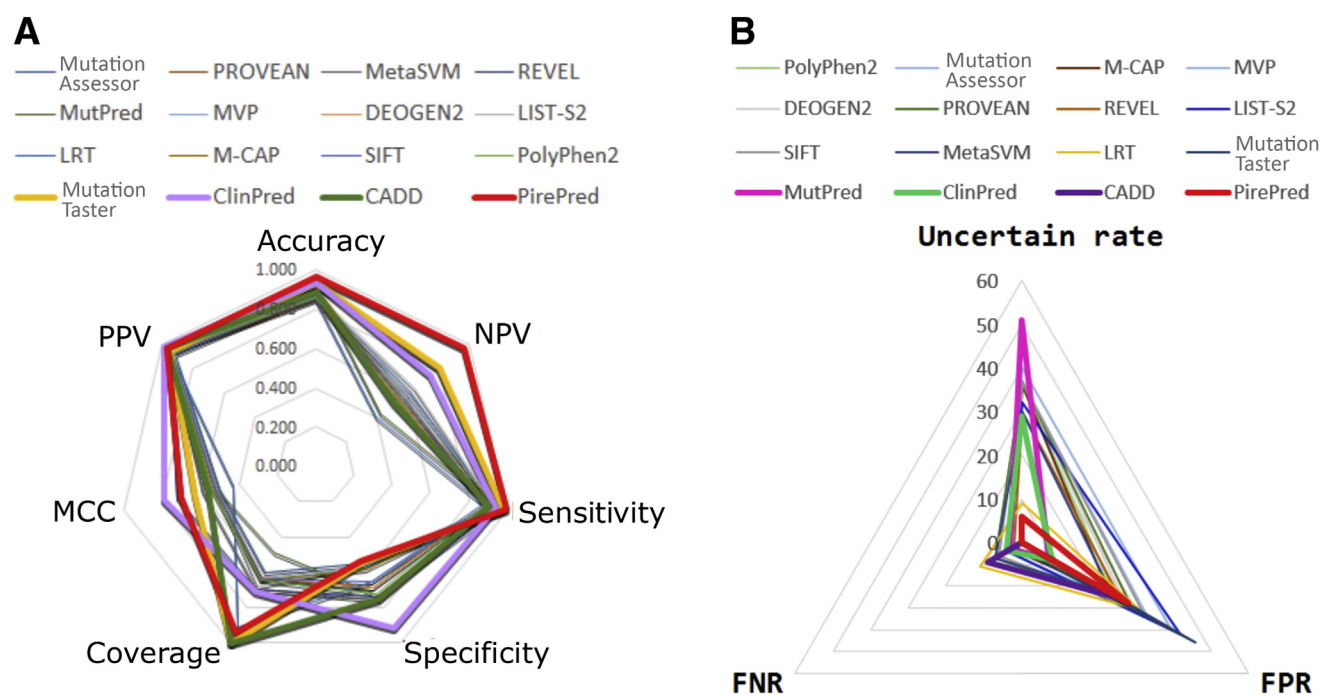 A
Mutation Assessor PROVEAN MetaSVM REVEL
MutPred MVP DEOGEN2 LIST-S2
LRT M-CAP SIFT PolyPhen2
Mutation Taster ClinPred CADD PirePred
Accuracy
1.000
0.800
PPV NPV
0.600
0.400
0.200
0.000
MCC Sensitivity
Coverage Specificity
B
PolyPhen2 Mutation Assessor M-CAP MVP
DEOGEN2 PROVEAN REVEL LIST-S2
SIFT MetaSVM LRT Mutation Taster
MutPred ClinPred CADD PirePred
Uncertain rate
60
50
40
30
20
10
0
FNR FPR